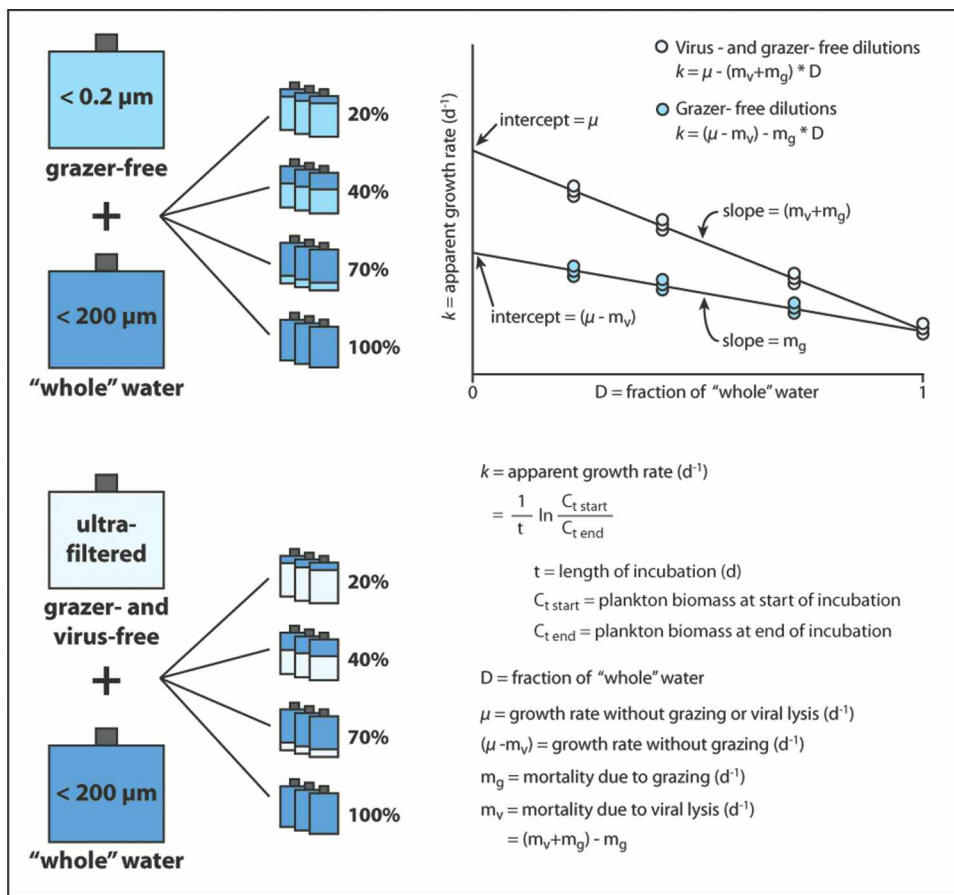 < 0.2 µm
grazer-free
+
< 200 µm
"whole" water
20%
40%
70%
100%
k = apparent growth rate (d-1)
intercept = µ
intercept = (µ - mv)
Virus - and grazer- free dilutions
k = µ - (mv+mg) * D
Grazer- free dilutions
k = (µ - mv) - mg * D
slope = (mv+mg)
slope = mg
0
D = fraction of "whole" water
1
ultra-
filtered
grazer- and
virus-free
+
< 200 µm
"whole" water
20%
40%
70%
100%
k = apparent growth rate (d-1)
= 1/t ln Ct start/Ct end
t = length of incubation (d)
Ct start = plankton biomass at start of incubation
Ct end = plankton biomass at end of incubation
D = fraction of "whole" water
µ = growth rate without grazing or viral lysis (d-1)
(µ -mv) = growth rate without grazing (d-1)
mg = mortality due to grazing (d-1)
mv = mortality due to viral lysis (d-1)
= (mv+mg) - mg